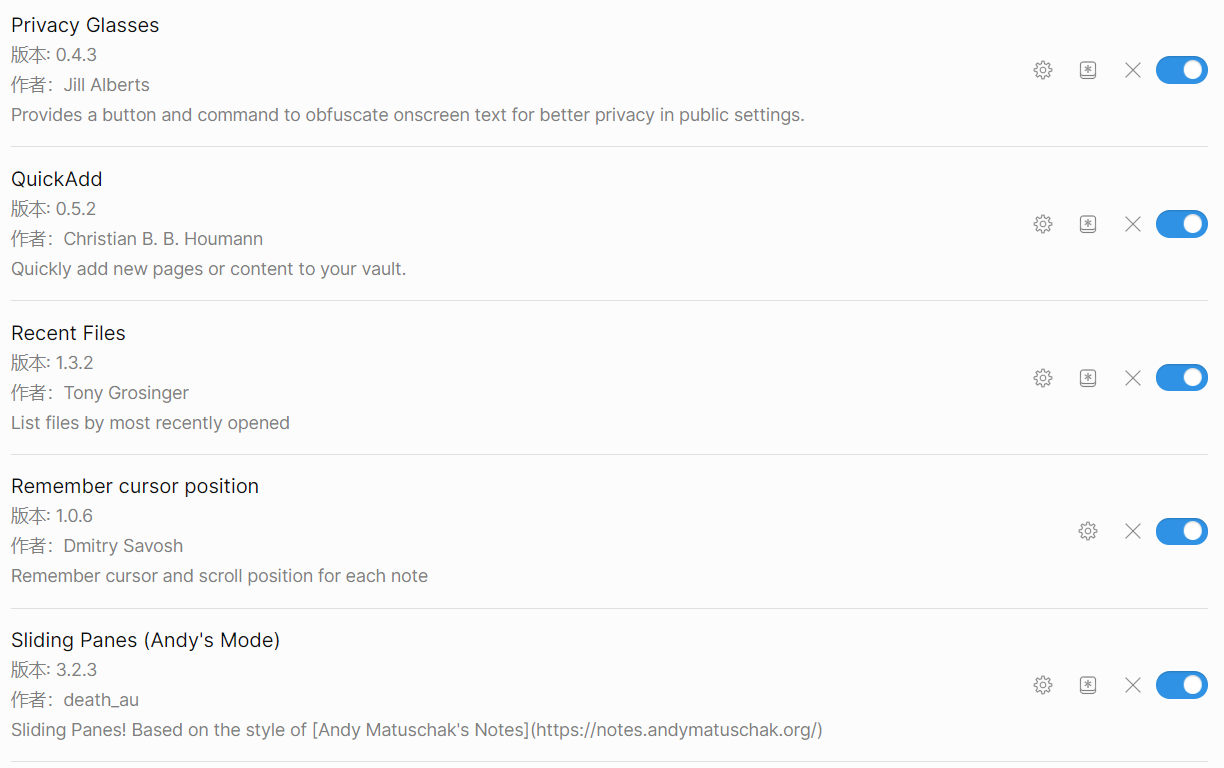 Privacy Glasses
版本: 0.4.3
作者：Jill Alberts
Provides a button and command to obfuscate onscreen text for better privacy in public settings.
QuickAdd
版本: 0.5.2
作者：Christian B. B. Houmann
Quickly add new pages or content to your vault.
Recent Files
版本: 1.3.2
作者：Tony Grosinger
List files by most recently opened
Remember cursor position
版本: 1.0.6
作者：Dmitry Savosh
Remember cursor and scroll position for each note
Sliding Panes (Andy's Mode)
版本: 3.2.3
作者：death_au
Sliding Panes! Based on the style of [Andy Matuschak's Notes](https://notes.andymatuschak.org/)